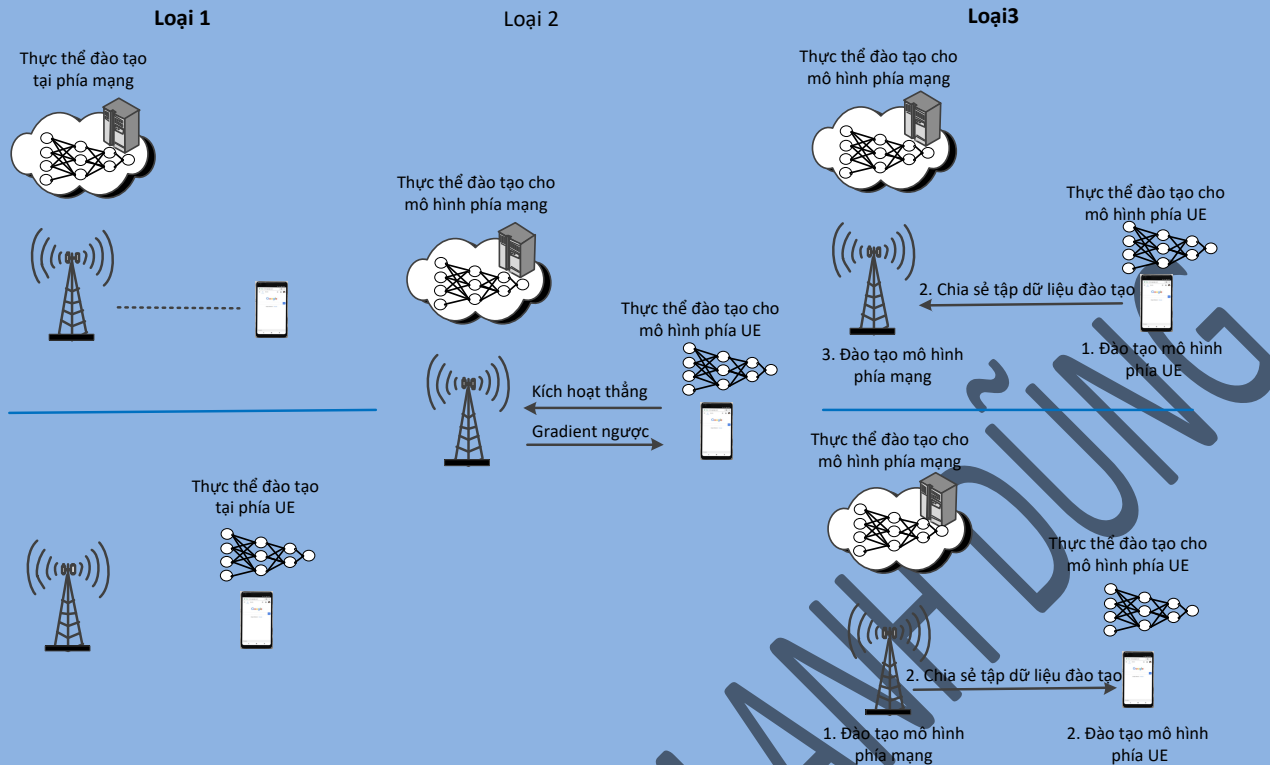 Loại 1
Thực thể đào tạo
tại phía mạng
Thực thể đào tạo
tại phía UE
Loại 2
Thực thể đào tạo cho
mô hình phía mạng
Thực thể đào tạo cho
mô hình phía UE
Kích hoạt thẳng
Gradient ngược
Loại3
Thực thể đào tạo cho
mô hình phía mạng
Thực thể đào tạo cho
mô hình phía UE
2. Chia sẻ tập dữ liệu đào tạo
3. Đào tạo mô hình
phía mạng
1. Đào tạo mô hình
phía UE
Thực thể đào tạo cho
mô hình phía mạng
Thực thể đào tạo cho
mô hình phía UE
2. Chia sẻ tập dữ liệu đào tạo
1. Đào tạo mô hình
phía mạng
2. Đào tạo mô hình
phía UE
ANH DŨNG